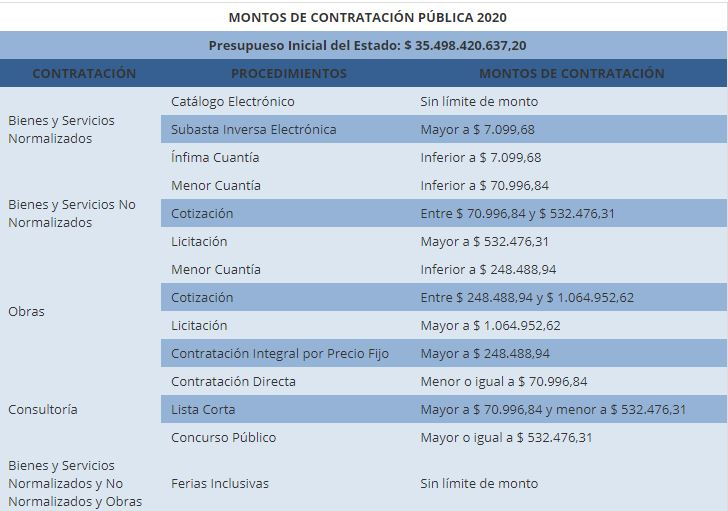 MONTOS DE CONTRATACIÓN PÚBLICA 2020
Presupueso Inicial del Estado: $ 35.498.420.637,20
CONTRATACIÓN PROCEDIMIENTOS MONTOS DE CONTRATACIÓN
Bienes y Servicios
Normalizados
Catálogo Electrónico Sin límite de monto
Subasta Inversa Electrónica Mayor a $ 7.099,68
Ínfima Cuantía Inferior a $ 7.099,68
Bienes y Servicios No
Normalizados
Menor Cuantía Inferior a $ 70.996,84
Cotización Entre $ 70.996,84 y $ 532.476,31
Licitación Mayor a $ 532.476,31
Obras
Menor Cuantía Inferior a $ 248.488,94
Cotización Entre $ 248.488,94 y $ 1.064.952,62
Licitación Mayor a $ 1.064.952,62
Contratación Integral por Precio Fijo Mayor a $ 248.488,94
Consultoría
Contratación Directa Menor o igual a $ 70.996,84
Lista Corta Mayor a $ 70.996,84 y menor a $ 532.476,31
Concurso Público Mayor o igual a $ 532.476,31
Bienes y Servicios
Normalizados y No
Normalizados y Obras
Ferias Inclusivas Sin límite de monto